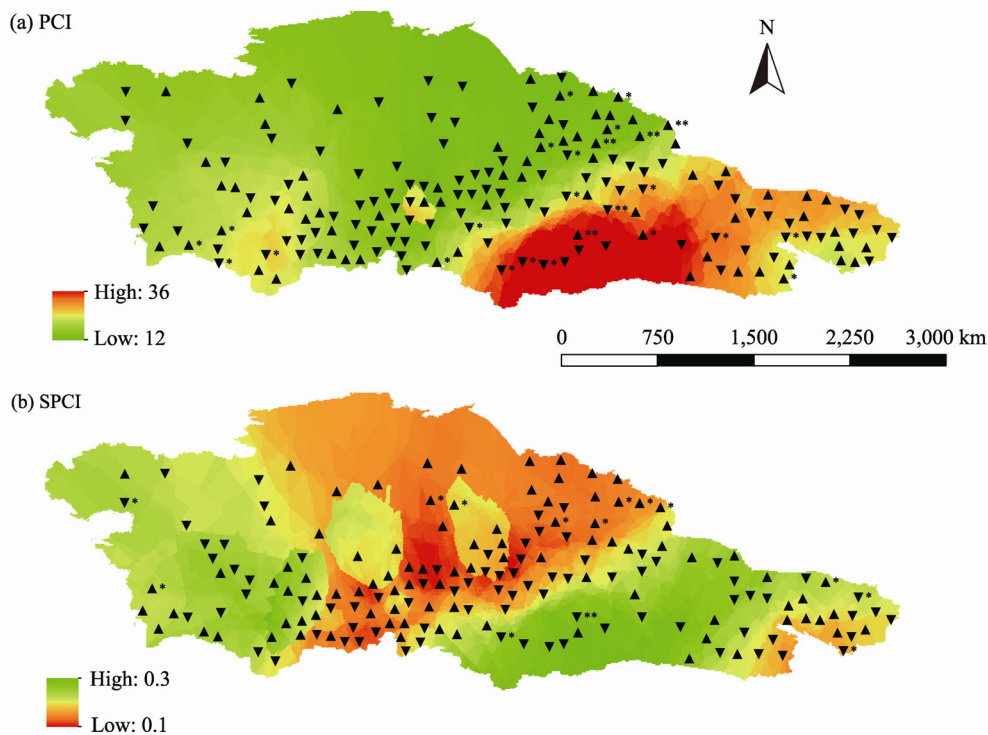 (a) PCI
N
High: 36
Low: 12
0 750 1,500 2,250 3,000 km
(b) SPCI
High: 0.3
Low: 0.1